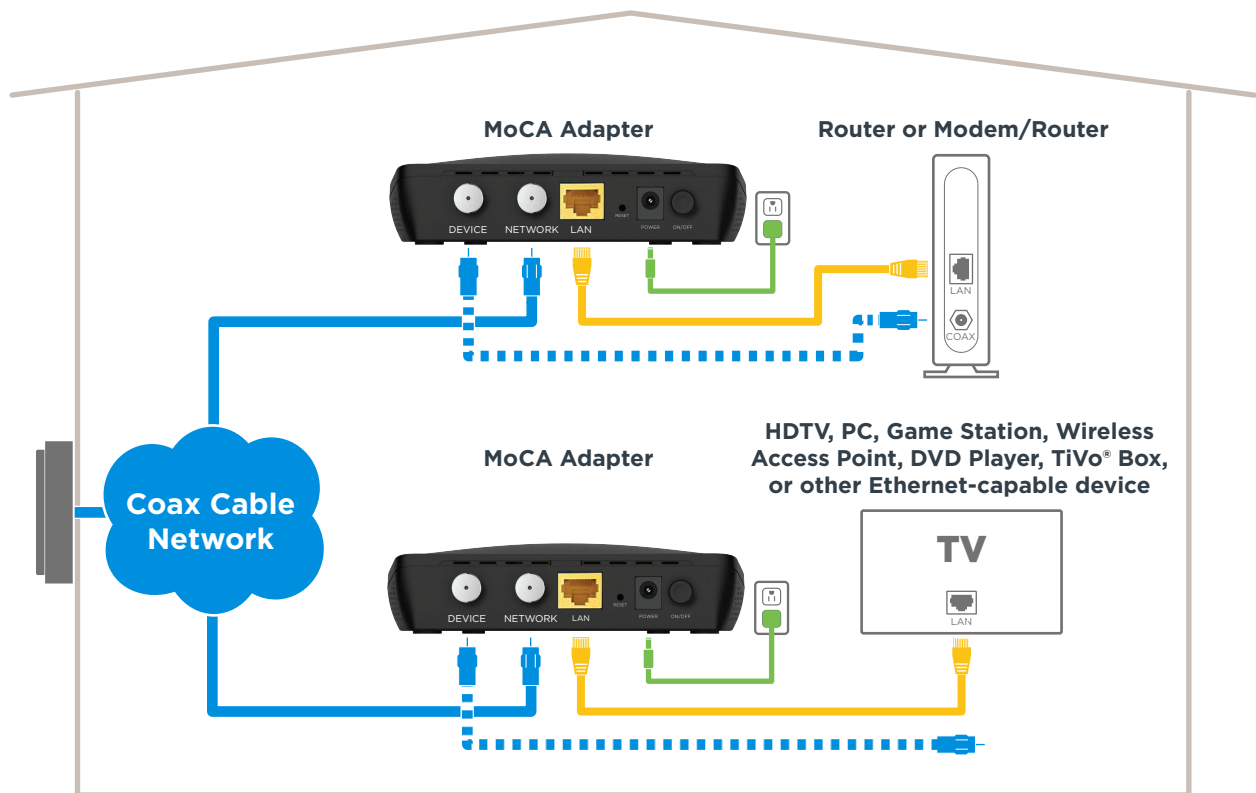 MoCA Adapter
Router or Modem/Router
DEVICE NETWORK LAN RESET POWER ON/OFF
LAN
COAX
Coax Cable
Network
MoCA Adapter
HDTV, PC, Game Station, Wireless
Access Point, DVD Player, TiVo® Box,
or other Ethernet-capable device
DEVICE NETWORK LAN RESET POWER ON/OFF
TV
LAN